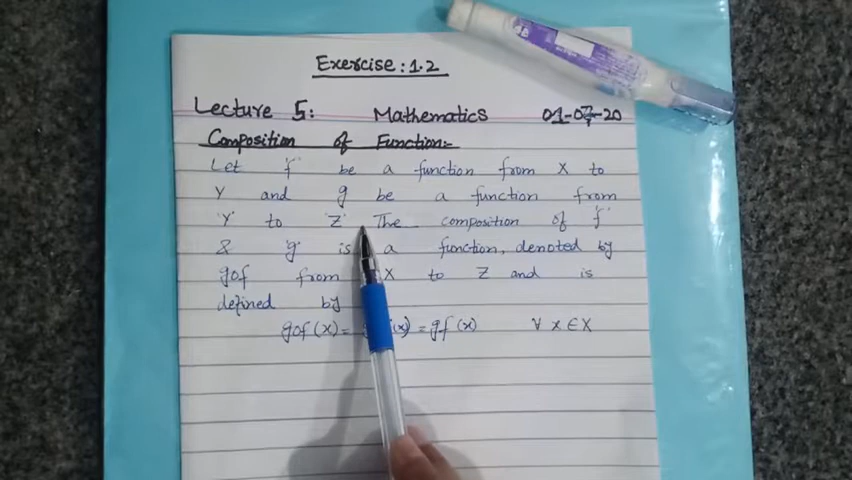 Exercise: 1.2
Lecture 5: Mathematics 01-07-20
Composition of Function:-
Let 'f' be a function from X to
Y and g be a function from
'Y' to 'Z' The composition of 'f'
& 'g' is a function, denoted by
gof from X to Z and is
defined by
gof(x)= (x) = gf(x) ∀ x ∈ X